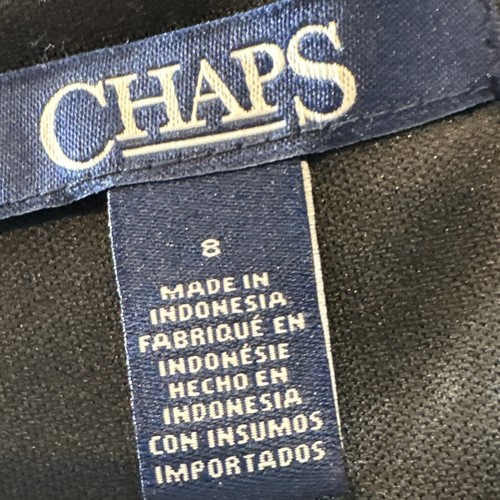 CHAPS
8
MADE IN
INDONESIA
FABRIQUÉ EN
INDONÉSIE
HECHO EN
INDONESIA
CON INSUMOS
IMPORTADOS